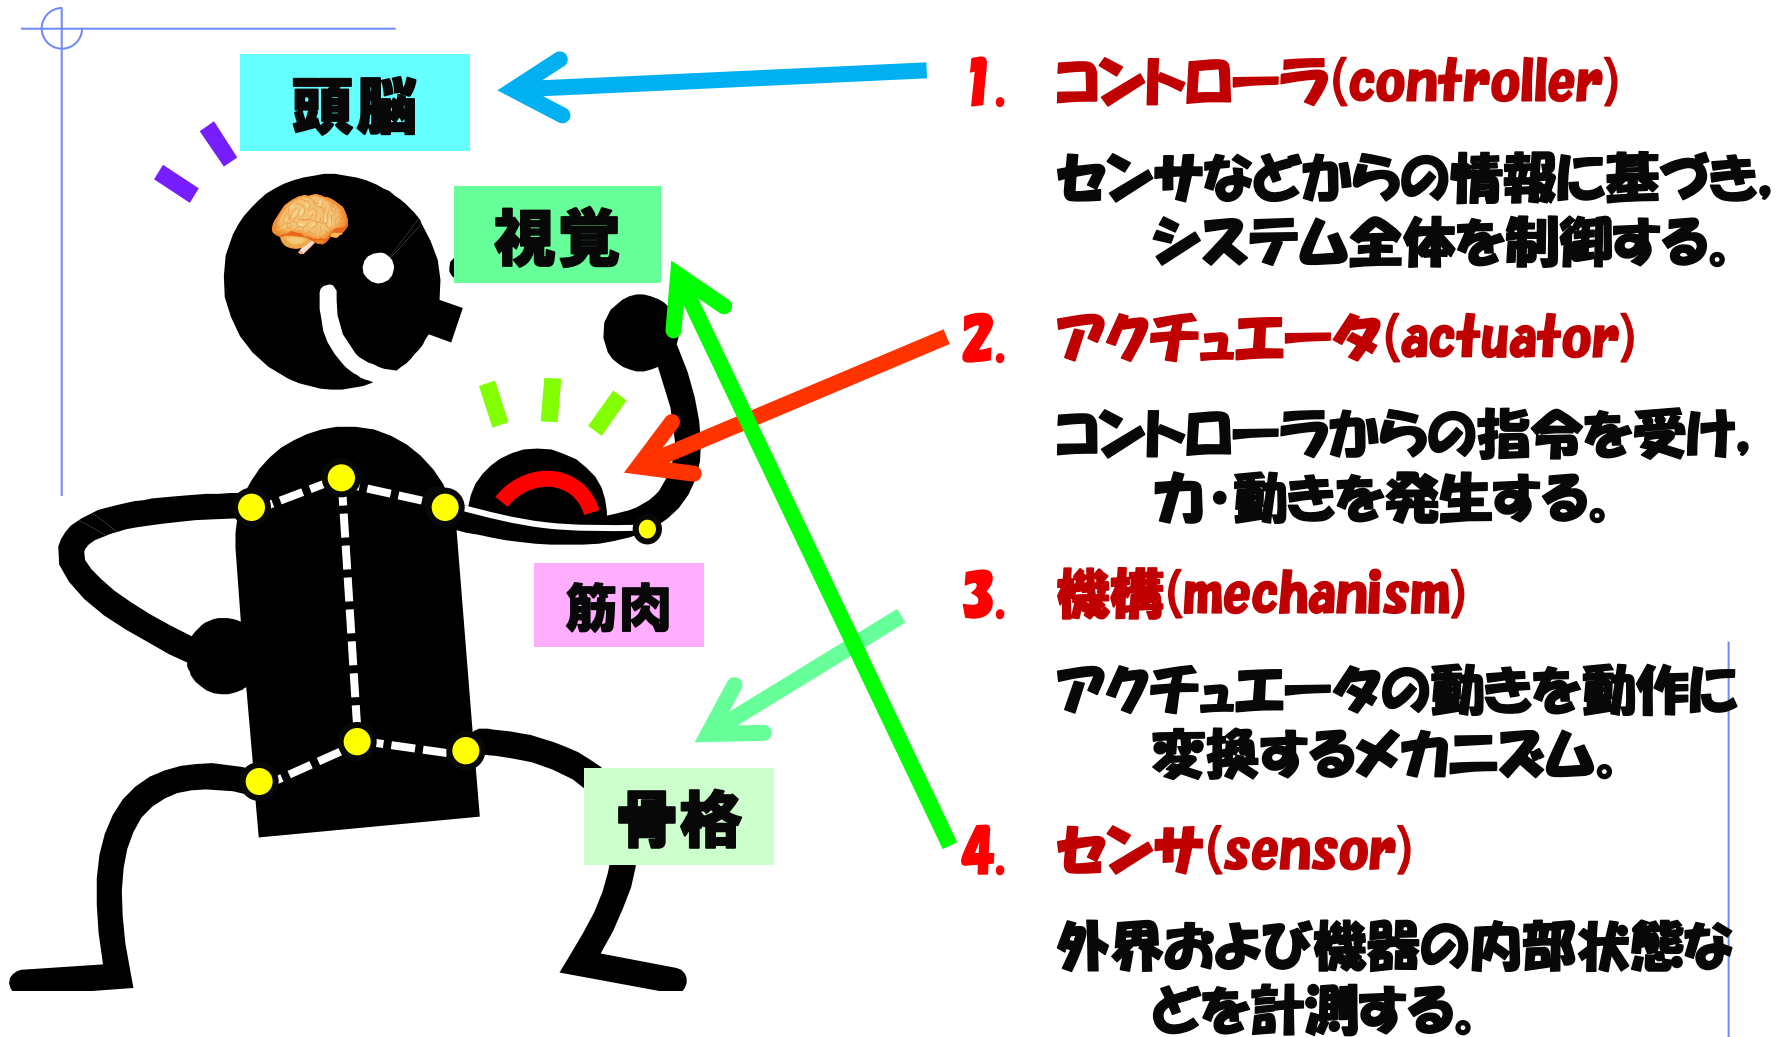 頭脳
視覚
筋肉
骨格
1. コントローラ(controller)
センサなどからの情報に基づき,
システム全体を制御する。
2. アクチュエータ(actuator)
コントローラからの指令を受け,
力・動きを発生する。
3. 機構(mechanism)
アクチュエータの動きを動作に
変換するメカニズム。
4. センサ(sensor)
外界および機器の内部状態な
どを計測する。